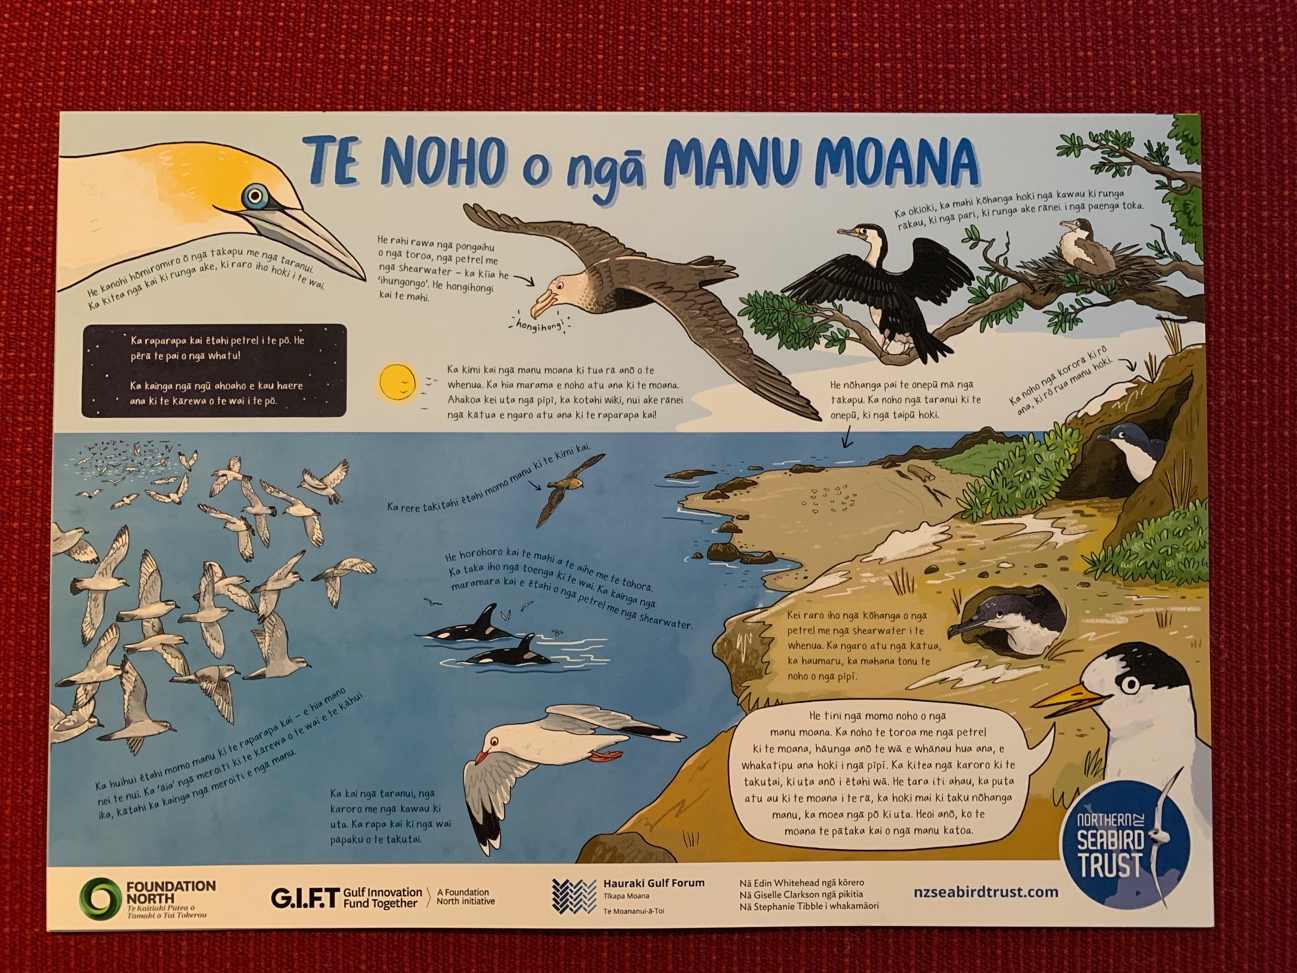 TE NOHO o ngā MANU MOANA
He kanohi hōmiromiro ō ngā tākapu me ngā taranui.
Ka kitea ngā kai ki runga ake, ki raro iho hoki i te wai.
He rahi rawa ngā pongaihu
o ngā toroa, ngā petrel me
ngā shearwater – ka kīia he
'ihungongo'. He hongihongi
kai te mahi.
hongihongi
Ka okioki, ka mahi kōhanga hoki ngā kawau ki runga
rākau, ki ngā pari, ki runga ake rānei i ngā paenga toka.
Ka raparapa kai ētahi petrel i te pō. He
pērā te pai o ngā whatu!
Ka kainga ngā ngū ahoaho e kau haere
ana ki te kārewa o te wai i te pō.
Ka kimi kai ngā manu moana ki tua rā anō o te
whenua. Ka hia marama e noho atu ana ki te moana.
Ahakoa kei uta ngā pīpī, ka kotahi wiki, nui ake rānei
ngā kātua e ngaro atu ana ki te raparapa kai!
He nōhanga pai te onepū mā ngā
tākapu. Ka noho ngā taranui ki te
onepū, ki ngā taipū hoki.
Ka noho ngā kororā ki rō
ana, ki rō rua manu hoki.
Ka rere takitahi ētahi momo manu ki te kimi kai.
He horohoro kai te mahi a te aihe me te tohorā.
Ka taka iho ngā toenga ki te wai. Ka kainga ngā
maramara kai e ētahi o ngā petrel me ngā shearwater.
Kei raro iho ngā kōhanga o ngā
petrel me ngā shearwater i te
whenua. Ka ngaro atu ngā kātua,
ka haumaru, ka mahana tonu te
noho o ngā pīpī.
Ka huihui ētahi momo manu ki te raparapa kai – e hia mano
nei te nui. Ka 'āia' ngā meroiti ki te kārewa o te wai e te kāhui
ika, kātahi ka kainga ngā meroiti e ngā manu.
Ka kai ngā taranui, ngā
karoro me ngā kawau ki
uta. Ka rapa kai ki ngā wai
pāpaku o te takutai.
He tini ngā momo noho o ngā
manu moana. Ka noho te toroa me ngā petrel
ki te moana, hāunga anō te wā e whānau hua ana, e
whakatipu ana hoki i ngā pīpī. Ka kitea ngā karoro ki te
takutai, ki uta anō i ētahi wā. He tara iti ahau, ka puta
atu au ki te moana i te rā, ka hoki mai ki taku nōhanga
manu, ka moea ngā pō ki uta. Heoi anō, ko te
moana te pātaka kai o ngā manu katoa.
NORTHERN NZ
SEABIRD
TRUST
FOUNDATION
NORTH
Te Kaitiaki Pūtea ō
Tāmaki ō Tai Tokerau
G.I.F.T Gulf Innovation
Fund Together
A Foundation
North initiative
Hauraki Gulf Forum
Tīkapa Moana
Te Moananui-ā-Toi
Nā Edin Whitehead ngā kōrero
Nā Giselle Clarkson ngā pikitia
Nā Stephanie Tibble i whakamāori
nzseabirdtrust.com